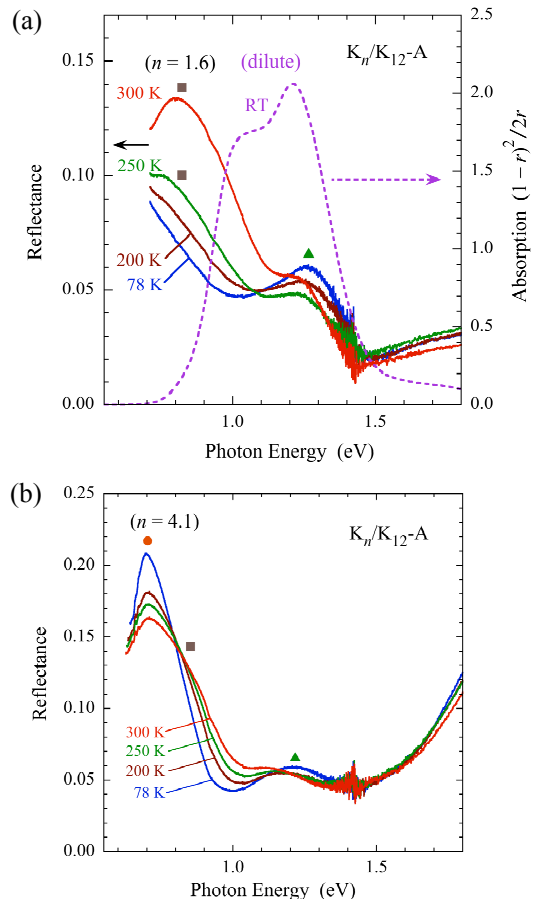 (a)
(n = 1.6)
(dilute)
Kn/K12-A
300 K
RT
250 K
200 K
78 K
0.15
0.10
0.05
0.00
Reflectance
2.5
2.0
1.5
1.0
0.5
0.0
Absorption (1 − r)²/2r
1.0
1.5
Photon Energy (eV)
(b)
(n = 4.1)
Kn/K12-A
0.25
0.20
0.15
0.10
0.05
0.00
Reflectance
300 K
250 K
200 K
78 K
1.0
1.5
Photon Energy (eV)